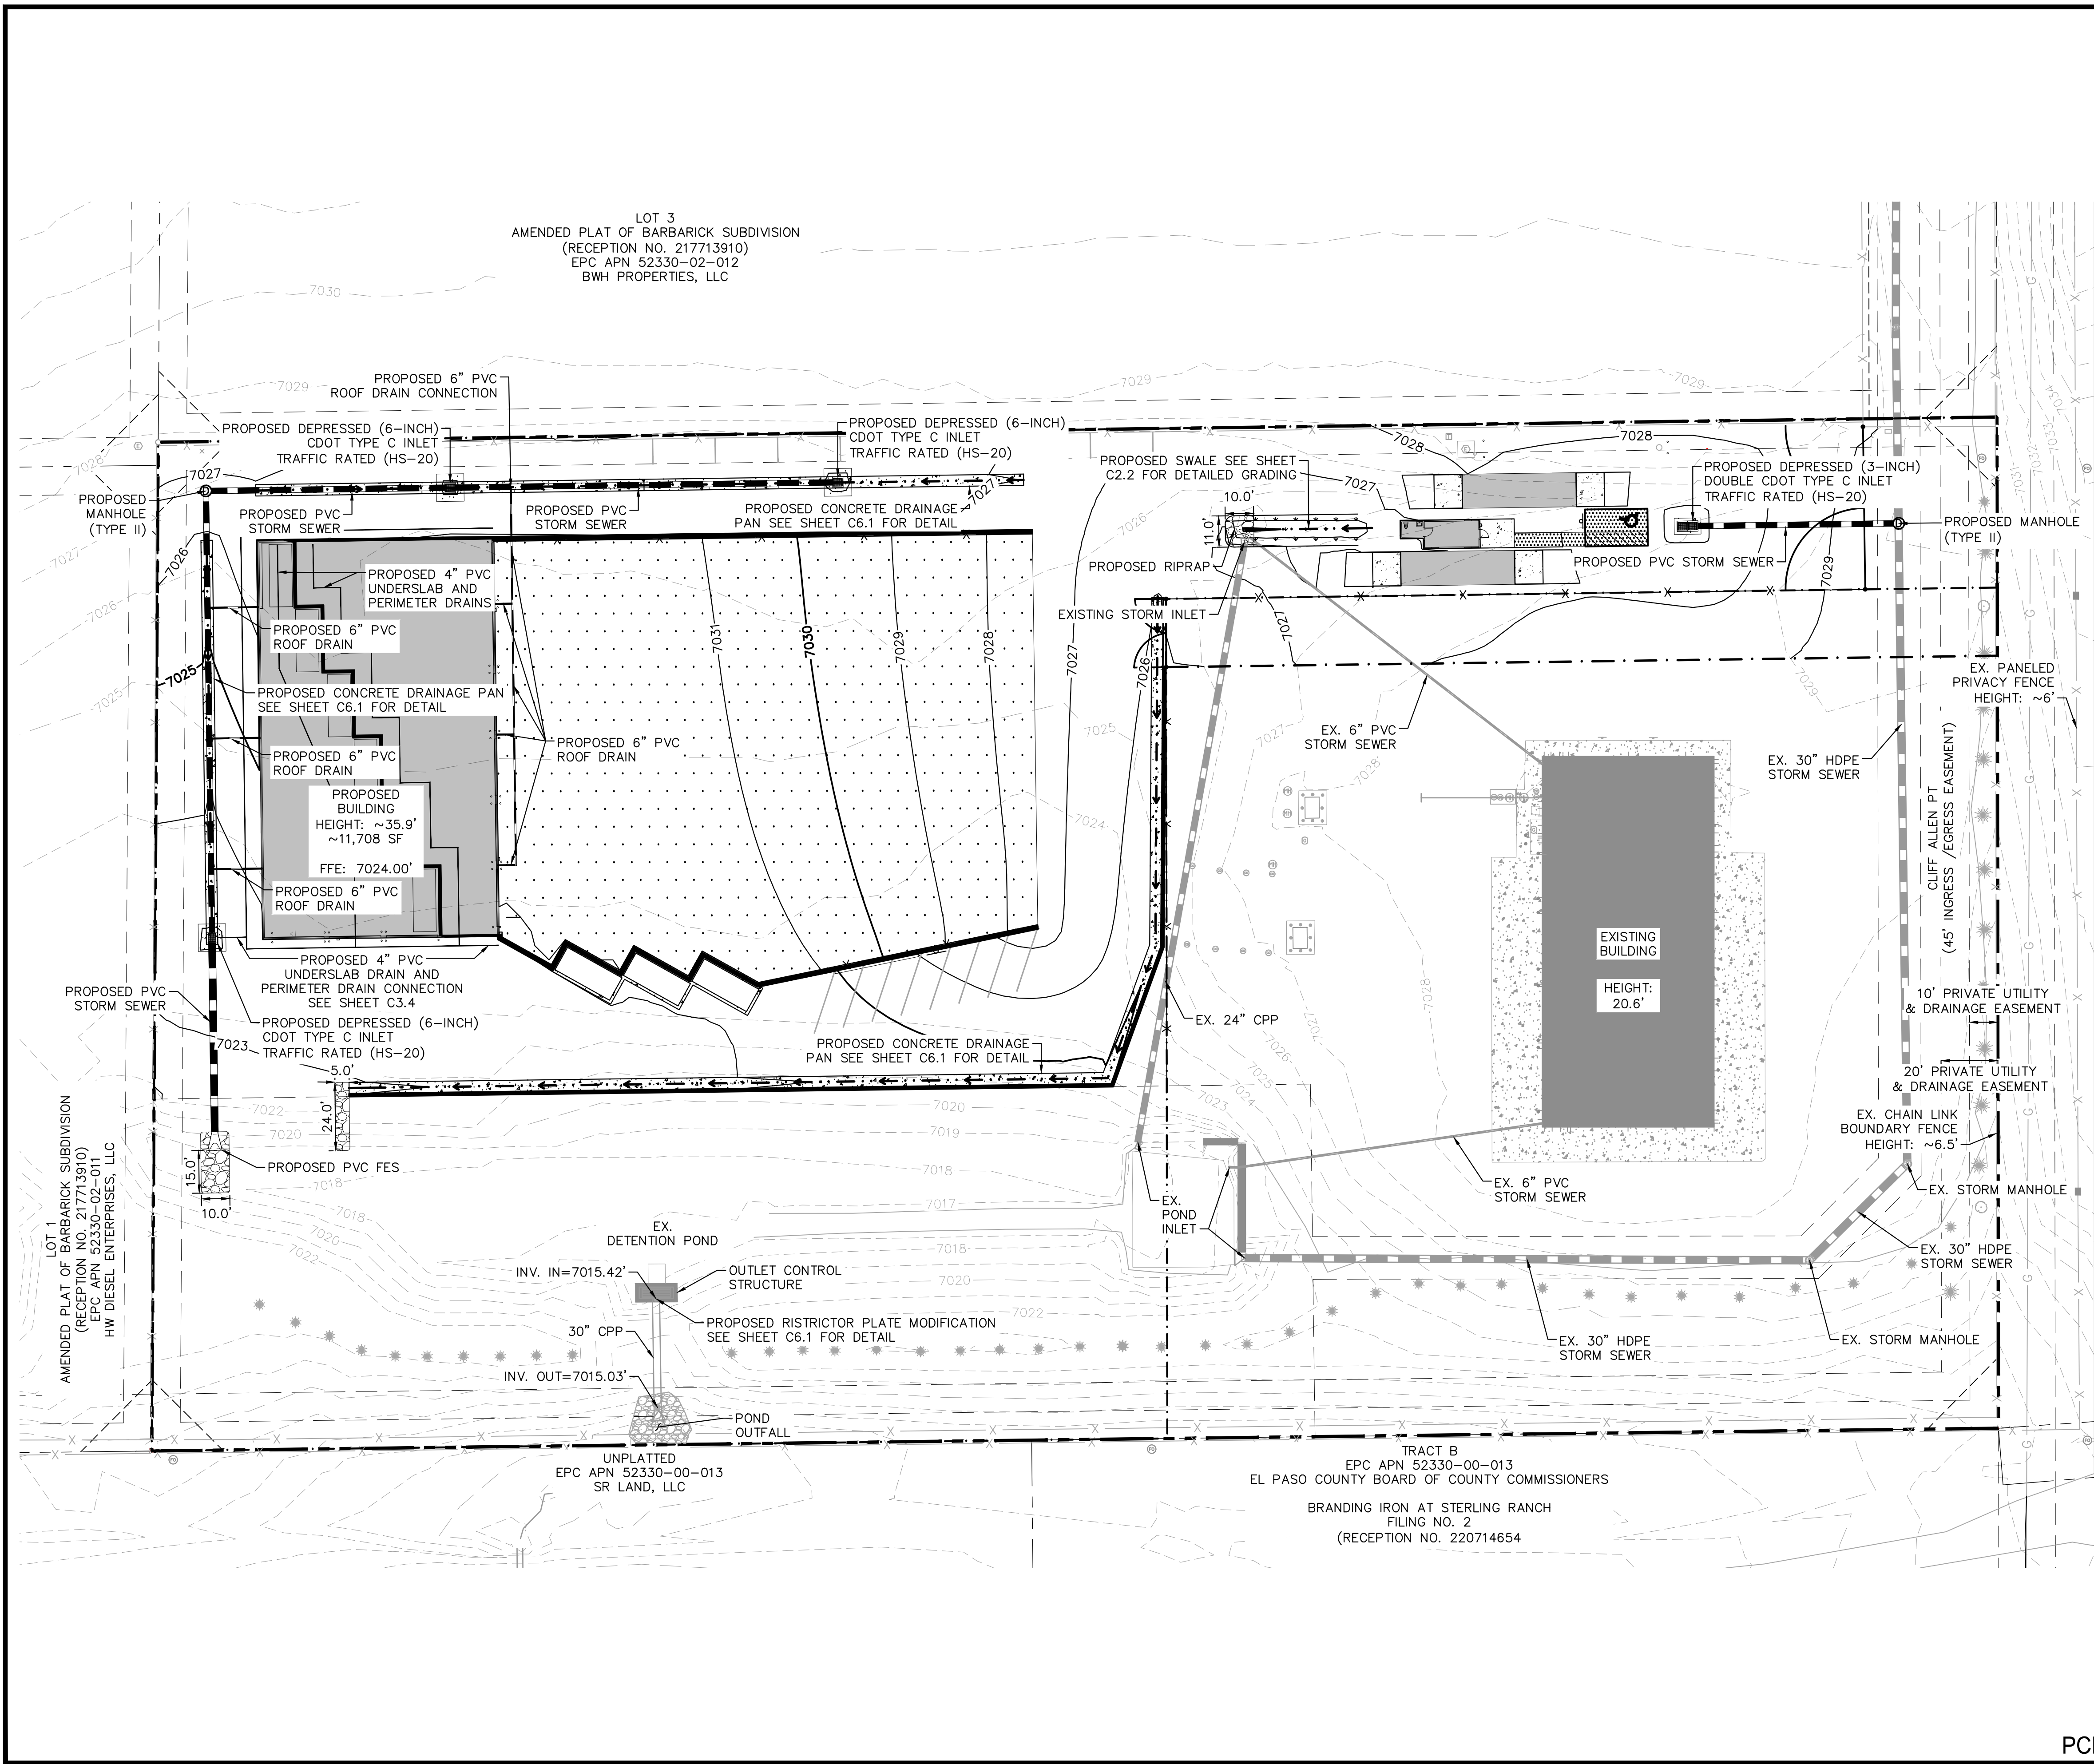 LOT 3
AMENDED PLAT OF BARBARICK SUBDIVISION
(RECEPTION NO. 217713910)
EPC APN 52330-02-012
BWH PROPERTIES, LLC
7030
7029
7029
7029
7034
7033
7032
7031
7030
PROPOSED 6" PVC
ROOF DRAIN CONNECTION
PROPOSED DEPRESSED (6-INCH)
CDOT TYPE C INLET
TRAFFIC RATED (HS-20)
PROPOSED DEPRESSED (6-INCH)
CDOT TYPE C INLET
TRAFFIC RATED (HS-20)
7028
7028
7028
7027
PROPOSED
MANHOLE
(TYPE II)
PROPOSED PVC
STORM SEWER
PROPOSED PVC
STORM SEWER
PROPOSED CONCRETE DRAINAGE
PAN SEE SHEET C6.1 FOR DETAIL
7027
PROPOSED SWALE SEE SHEET
C2.2 FOR DETAILED GRADING
7027
10.0'
11.0'
7026
PROPOSED DEPRESSED (3-INCH)
DOUBLE CDOT TYPE C INLET
TRAFFIC RATED (HS-20)
PROPOSED MANHOLE
(TYPE II)
PROPOSED PVC STORM SEWER
PROPOSED RIPRAP
EXISTING STORM INLET
7027
7026
7026
7025
7025
PROPOSED 4" PVC
UNDERSLAB AND
PERIMETER DRAINS
PROPOSED 6" PVC
ROOF DRAIN
PROPOSED CONCRETE DRAINAGE PAN
SEE SHEET C6.1 FOR DETAIL
PROPOSED 6" PVC
ROOF DRAIN
PROPOSED 6" PVC
ROOF DRAIN
PROPOSED
BUILDING
HEIGHT: ~35.9'
~11,708 SF
FFE: 7024.00'
PROPOSED 6" PVC
ROOF DRAIN
7031
7030
7029
7028
7027
7026
7027
7029
7029
7025
7024
7027
7028
EX. 6" PVC
STORM SEWER
EX. 30" HDPE
STORM SEWER
EX. PANELED
PRIVACY FENCE
HEIGHT: ~6'
CLIFF ALLEN PT
(45' INGRESS /EGRESS EASEMENT)
EXISTING
BUILDING
HEIGHT:
20.6'
PROPOSED 4" PVC
UNDERSLAB DRAIN AND
PERIMETER DRAIN CONNECTION
SEE SHEET C3.4
PROPOSED PVC
STORM SEWER
PROPOSED DEPRESSED (6-INCH)
CDOT TYPE C INLET
TRAFFIC RATED (HS-20)
7023
5.0'
24.0'
PROPOSED CONCRETE DRAINAGE
PAN SEE SHEET C6.1 FOR DETAIL
EX. 24" CPP
7028
7027
7026
7025
7024
7023
10' PRIVATE UTILITY
& DRAINAGE EASEMENT
20' PRIVATE UTILITY
& DRAINAGE EASEMENT
EX. CHAIN LINK
BOUNDARY FENCE
HEIGHT: ~6.5'
7022
7020
7018
7020
7019
7018
7017
PROPOSED PVC FES
15.0'
10.0'
LOT 1
AMENDED PLAT OF BARBARICK SUBDIVISION
(RECEPTION NO. 217713910)
EPC APN 52330-02-011
HW DIESEL ENTERPRISES, LLC
7018
7020
7022
EX.
DETENTION POND
EX.
POND
INLET
EX. 6" PVC
STORM SEWER
EX. STORM MANHOLE
EX. 30" HDPE
STORM SEWER
7018
7020
7022
INV. IN=7015.42'
OUTLET CONTROL
STRUCTURE
PROPOSED RISTRICTOR PLATE MODIFICATION
SEE SHEET C6.1 FOR DETAIL
30" CPP
EX. 30" HDPE
STORM SEWER
EX. STORM MANHOLE
INV. OUT=7015.03'
POND
OUTFALL
UNPLATTED
EPC APN 52330-00-013
SR LAND, LLC
TRACT B
EPC APN 52330-00-013
EL PASO COUNTY BOARD OF COUNTY COMMISSIONERS
BRANDING IRON AT STERLING RANCH
FILING NO. 2
(RECEPTION NO. 220714654